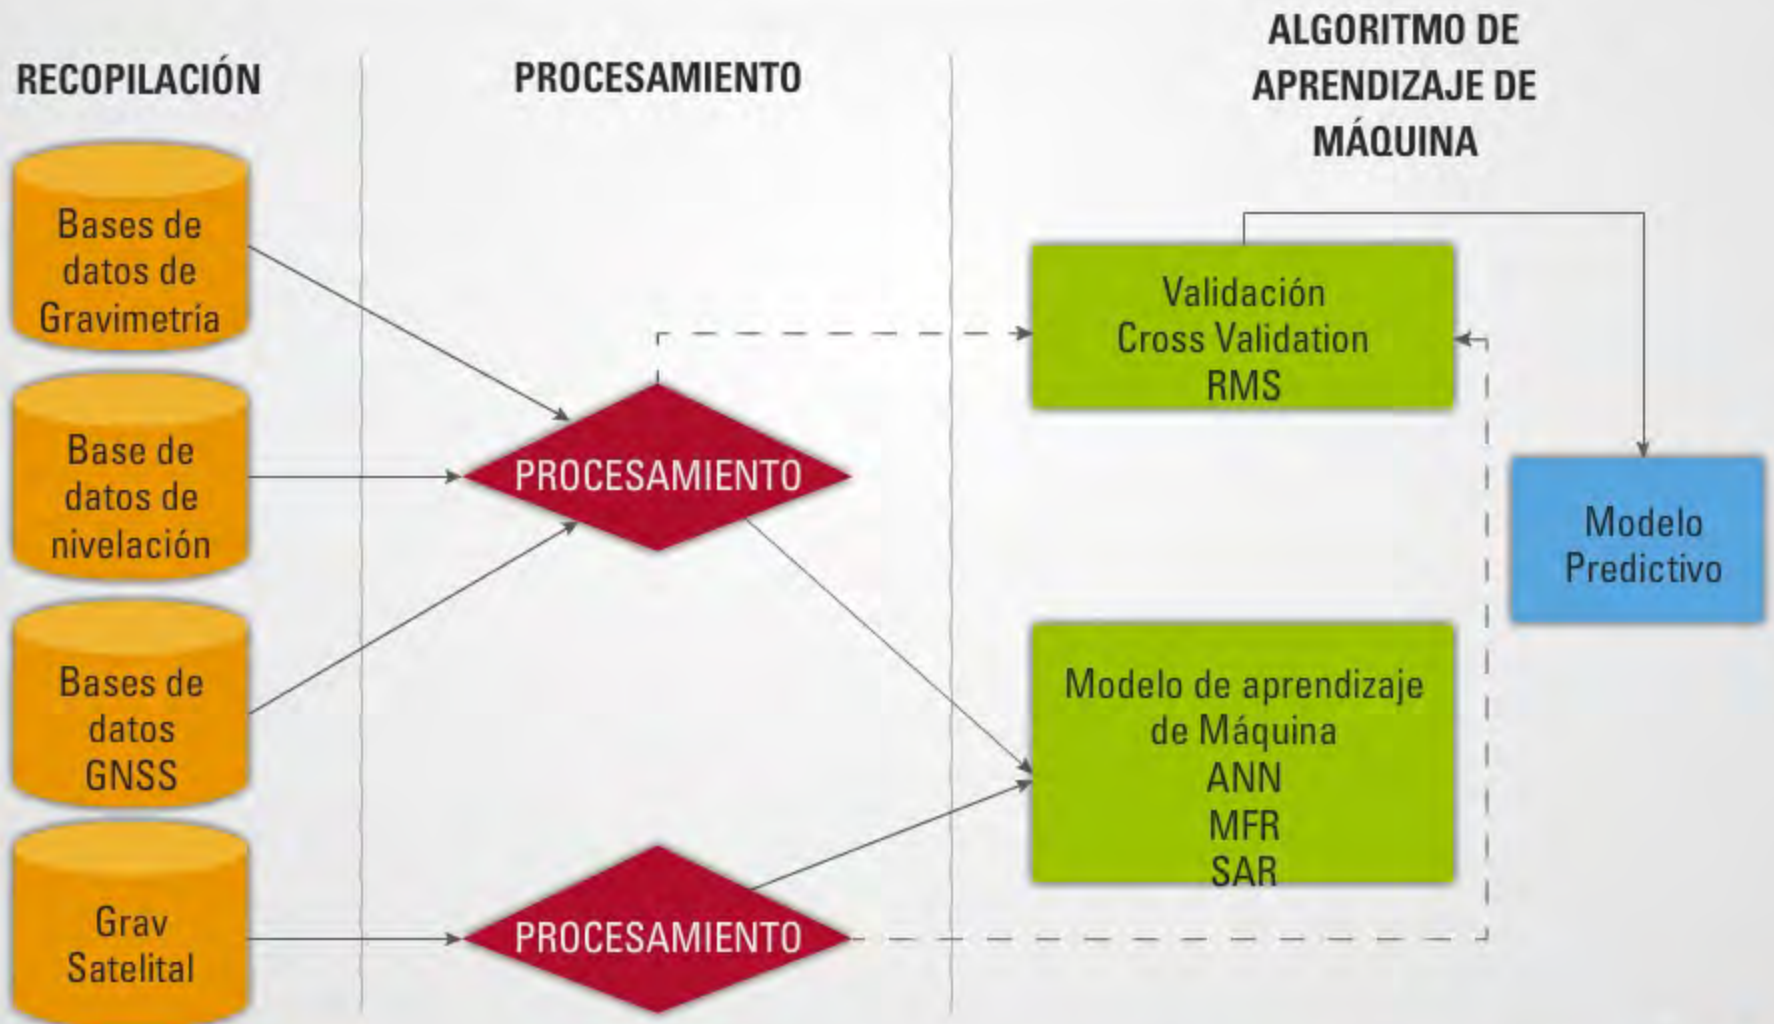 RECOPILACIÓN
PROCESAMIENTO
ALGORITMO DE
APRENDIZAJE DE
MÁQUINA
Bases de
datos de
Gravimetría
Base de
datos de
nivelación
Bases de
datos
GNSS
Grav
Satelital
PROCESAMIENTO
PROCESAMIENTO
Validación
Cross Validation
RMS
Modelo de aprendizaje
de Máquina
ANN
MFR
SAR
Modelo
Predictivo